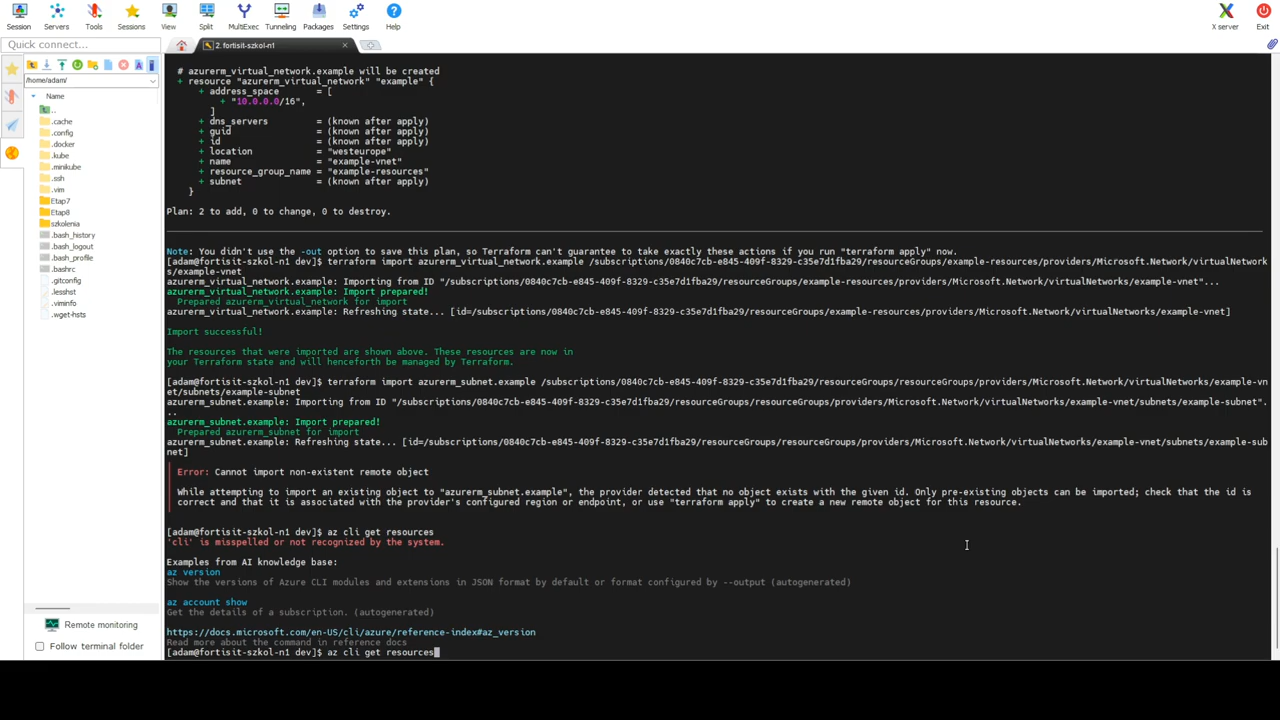 Session
Servers
Tools
Sessions
View
Split
MultiExec
Tunneling
Packages
Settings
Help
X server
Exit
Quick connect...
2. fortisit-szkol-n1
/home/adam/
Name
..
.cache
.config
.docker
.kube
.minikube
.ssh
.vim
Etap7
Etap8
szkolenia
.bash_history
.bash_logout
.bash_profile
.bashrc
.gitconfig
.lesshst
.viminfo
.wget-hsts
Remote monitoring
Follow terminal folder
# azurerm_virtual_network.example will be created
+ resource "azurerm_virtual_network" "example" {
+ address_space = [
+ "10.0.0.0/16",
]
+ dns_servers = (known after apply)
+ guid = (known after apply)
+ id = (known after apply)
+ location = "westeurope"
+ name = "example-vnet"
+ resource_group_name = "example-resources"
+ subnet = (known after apply)
}
Plan: 2 to add, 0 to change, 0 to destroy.
Note: You didn't use the -out option to save this plan, so Terraform can't guarantee to take exactly these actions if you run "terraform apply" now.
[adam@fortisit-szkol-n1 dev]$ terraform import azurerm_virtual_network.example /subscriptions/0840c7cb-e845-409f-8329-c35e7d1fba29/resourceGroups/example-resources/providers/Microsoft.Network/virtualNetwork
s/example-vnet
azurerm_virtual_network.example: Importing from ID "/subscriptions/0840c7cb-e845-409f-8329-c35e7d1fba29/resourceGroups/example-resources/providers/Microsoft.Network/virtualNetworks/example-vnet"...
azurerm_virtual_network.example: Import prepared!
Prepared azurerm_virtual_network for import
azurerm_virtual_network.example: Refreshing state... [id=/subscriptions/0840c7cb-e845-409f-8329-c35e7d1fba29/resourceGroups/example-resources/providers/Microsoft.Network/virtualNetworks/example-vnet]
Import successful!
The resources that were imported are shown above. These resources are now in
your Terraform state and will henceforth be managed by Terraform.
[adam@fortisit-szkol-n1 dev]$ terraform import azurerm_subnet.example /subscriptions/0840c7cb-e845-409f-8329-c35e7d1fba29/resourceGroups/resourceGroups/providers/Microsoft.Network/virtualNetworks/example-vn
et/subnets/example-subnet
azurerm_subnet.example: Importing from ID "/subscriptions/0840c7cb-e845-409f-8329-c35e7d1fba29/resourceGroups/resourceGroups/providers/Microsoft.Network/virtualNetworks/example-vnet/subnets/example-subnet".
..
azurerm_subnet.example: Import prepared!
Prepared azurerm_subnet for import
azurerm_subnet.example: Refreshing state... [id=/subscriptions/0840c7cb-e845-409f-8329-c35e7d1fba29/resourceGroups/resourceGroups/providers/Microsoft.Network/virtualNetworks/example-vnet/subnets/example-sub
net]
Error: Cannot import non-existent remote object
While attempting to import an existing object to "azurerm_subnet.example", the provider detected that no object exists with the given id. Only pre-existing objects can be imported; check that the id is
correct and that it is associated with the provider's configured region or endpoint, or use "terraform apply" to create a new remote object for this resource.
[adam@fortisit-szkol-n1 dev]$ az cli get resources
'cli' is misspelled or not recognized by the system.
Examples from AI knowledge base:
az version
Show the versions of Azure CLI modules and extensions in JSON format by default or format configured by --output (autogenerated)
az account show
Get the details of a subscription. (autogenerated)
https://docs.microsoft.com/en-US/cli/azure/reference-index#az_version
Read more about the command in reference docs
[adam@fortisit-szkol-n1 dev]$ az cli get resources